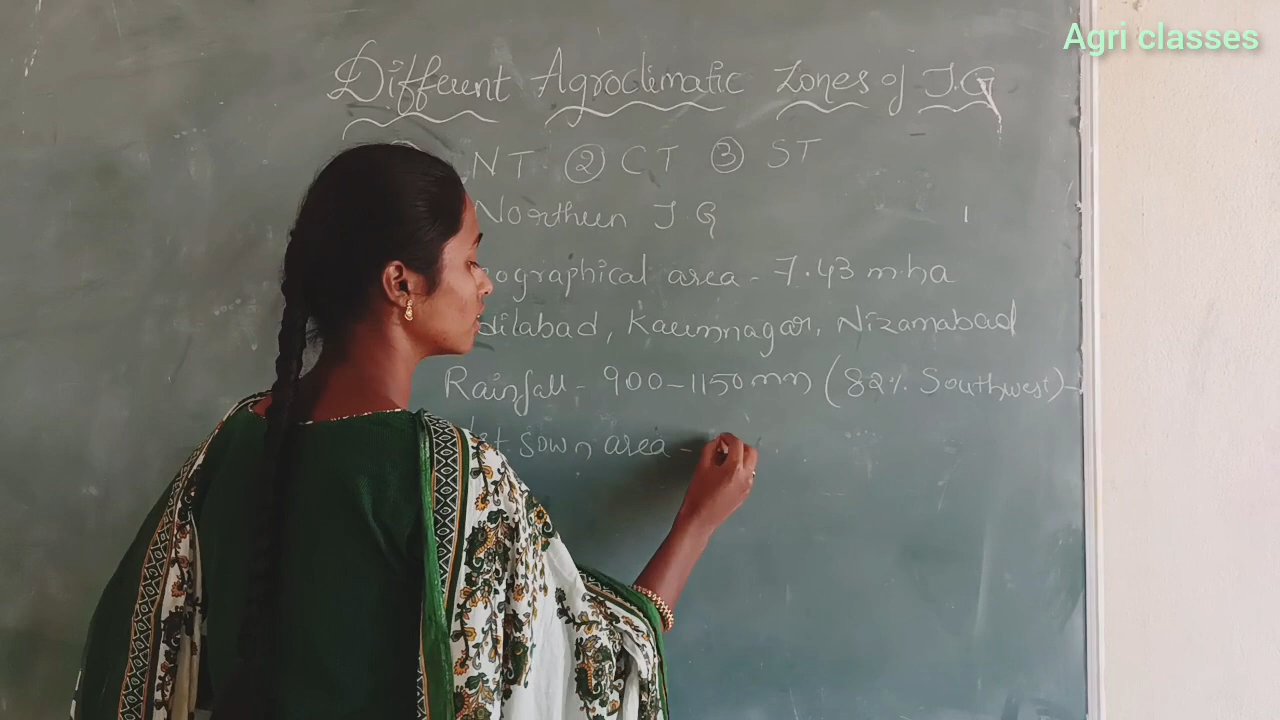 Agri classes
Different Agroclimatic Zones of T.G
NT ② CT ③ ST
Northern T G
ographical area - 7.43 m.ha
dilabad, Karimnagar, Nizamabad
Rainfall - 900-1150 mm (82% Southwest)-
et sown area -